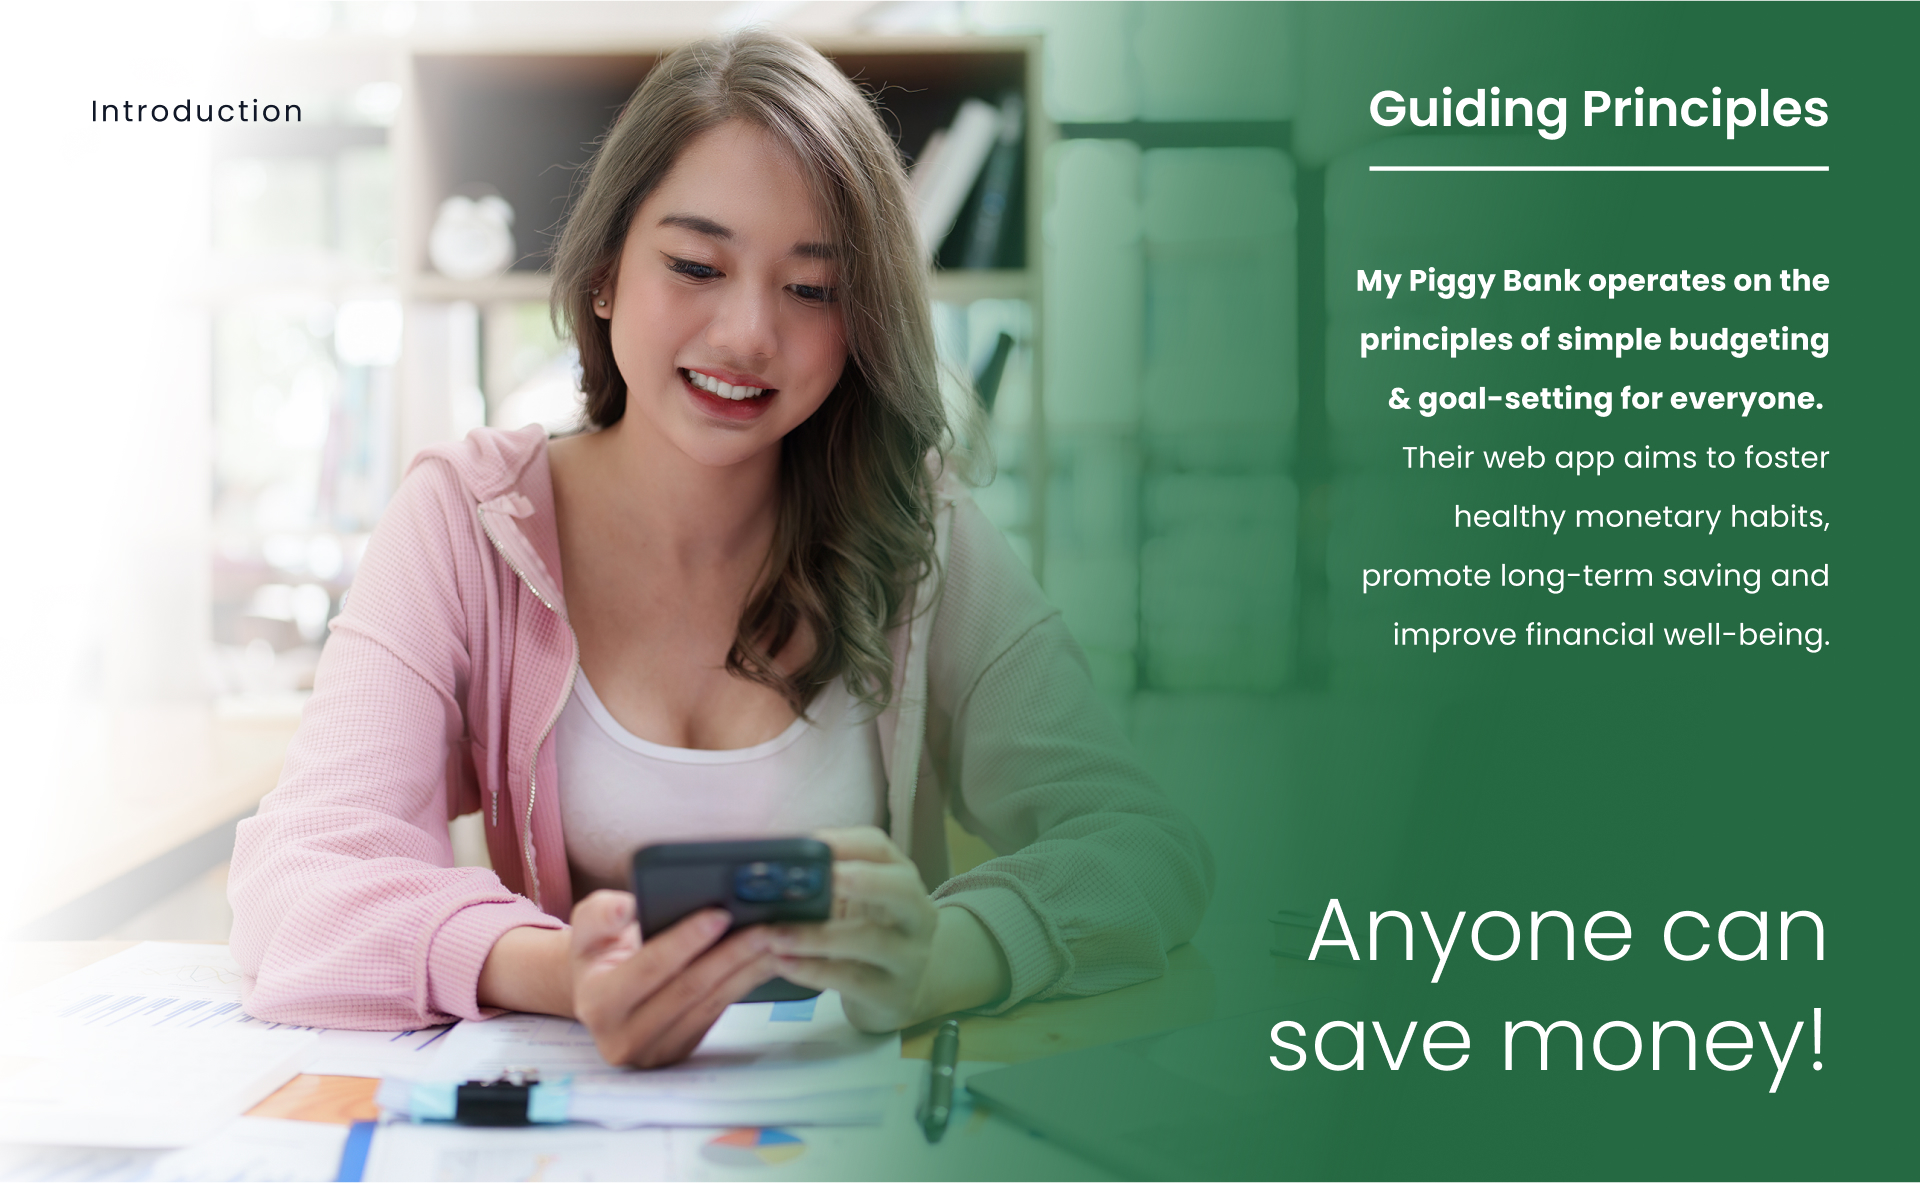 Introduction
Guiding Principles
My Piggy Bank operates on the
principles of simple budgeting
& goal-setting for everyone.
Their web app aims to foster
healthy monetary habits,
promote long-term saving and
improve financial well-being.
Anyone can
save money!